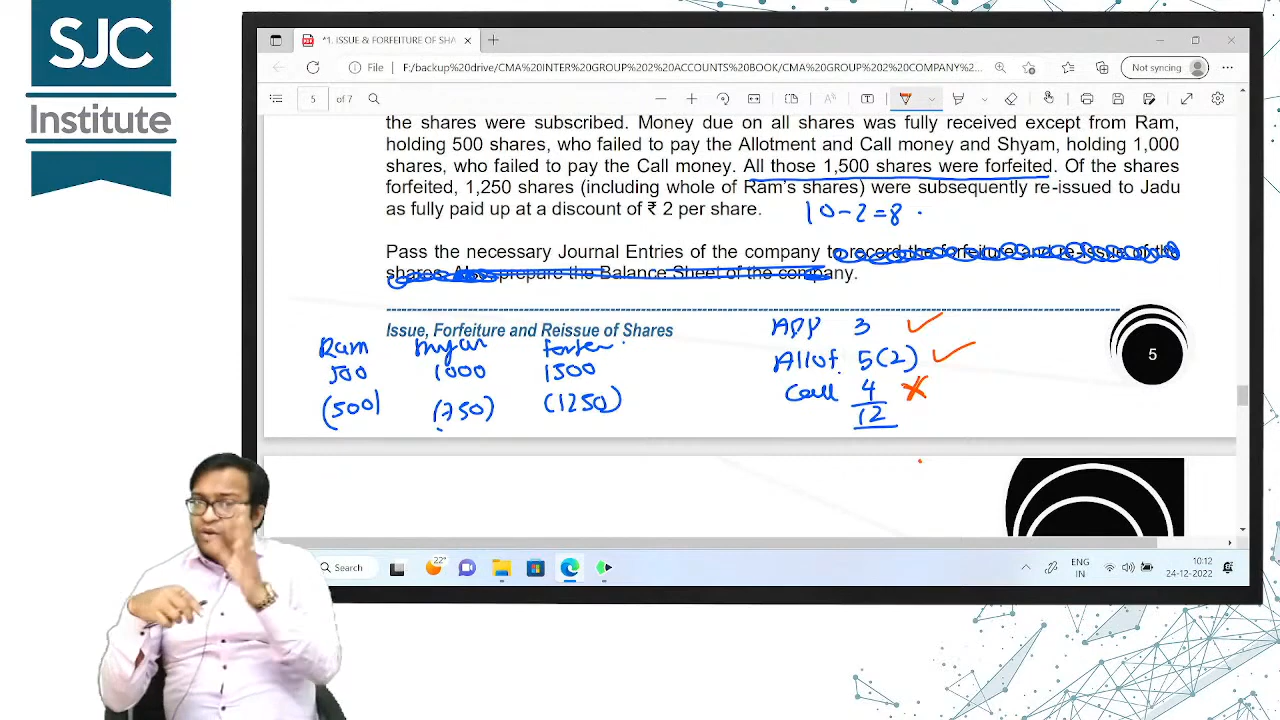 SJC
Institute
*1. ISSUE & FORFEITURE OF SHA
File
F:/backup%20drive/CMA%20INTER%20GROUP%202%20ACCOUNTS%20BOOK/CMA%20GROUP%202%20COMPANY%...
Not syncing
5 of 7
the shares were subscribed. Money due on all shares was fully received except from Ram,
holding 500 shares, who failed to pay the Allotment and Call money and Shyam, holding 1,000
shares, who failed to pay the Call money. All those 1,500 shares were forfeited. Of the shares
forfeited, 1,250 shares (including whole of Ram's shares) were subsequently re-issued to Jadu
as fully paid up at a discount of ₹ 2 per share.
10-2=8
Pass the necessary Journal Entries of the company to record the forfeiture and re-issue of the
shares. Also prepare the Balance Sheet of the company.
Issue, Forfeiture and Reissue of Shares
APP 3
Ram
500 1000 1500
Allot. 5(2)
Call 4
(500) (750) (1250)
12
5
22°
Search
ENG
IN
10:12
24-12-2022